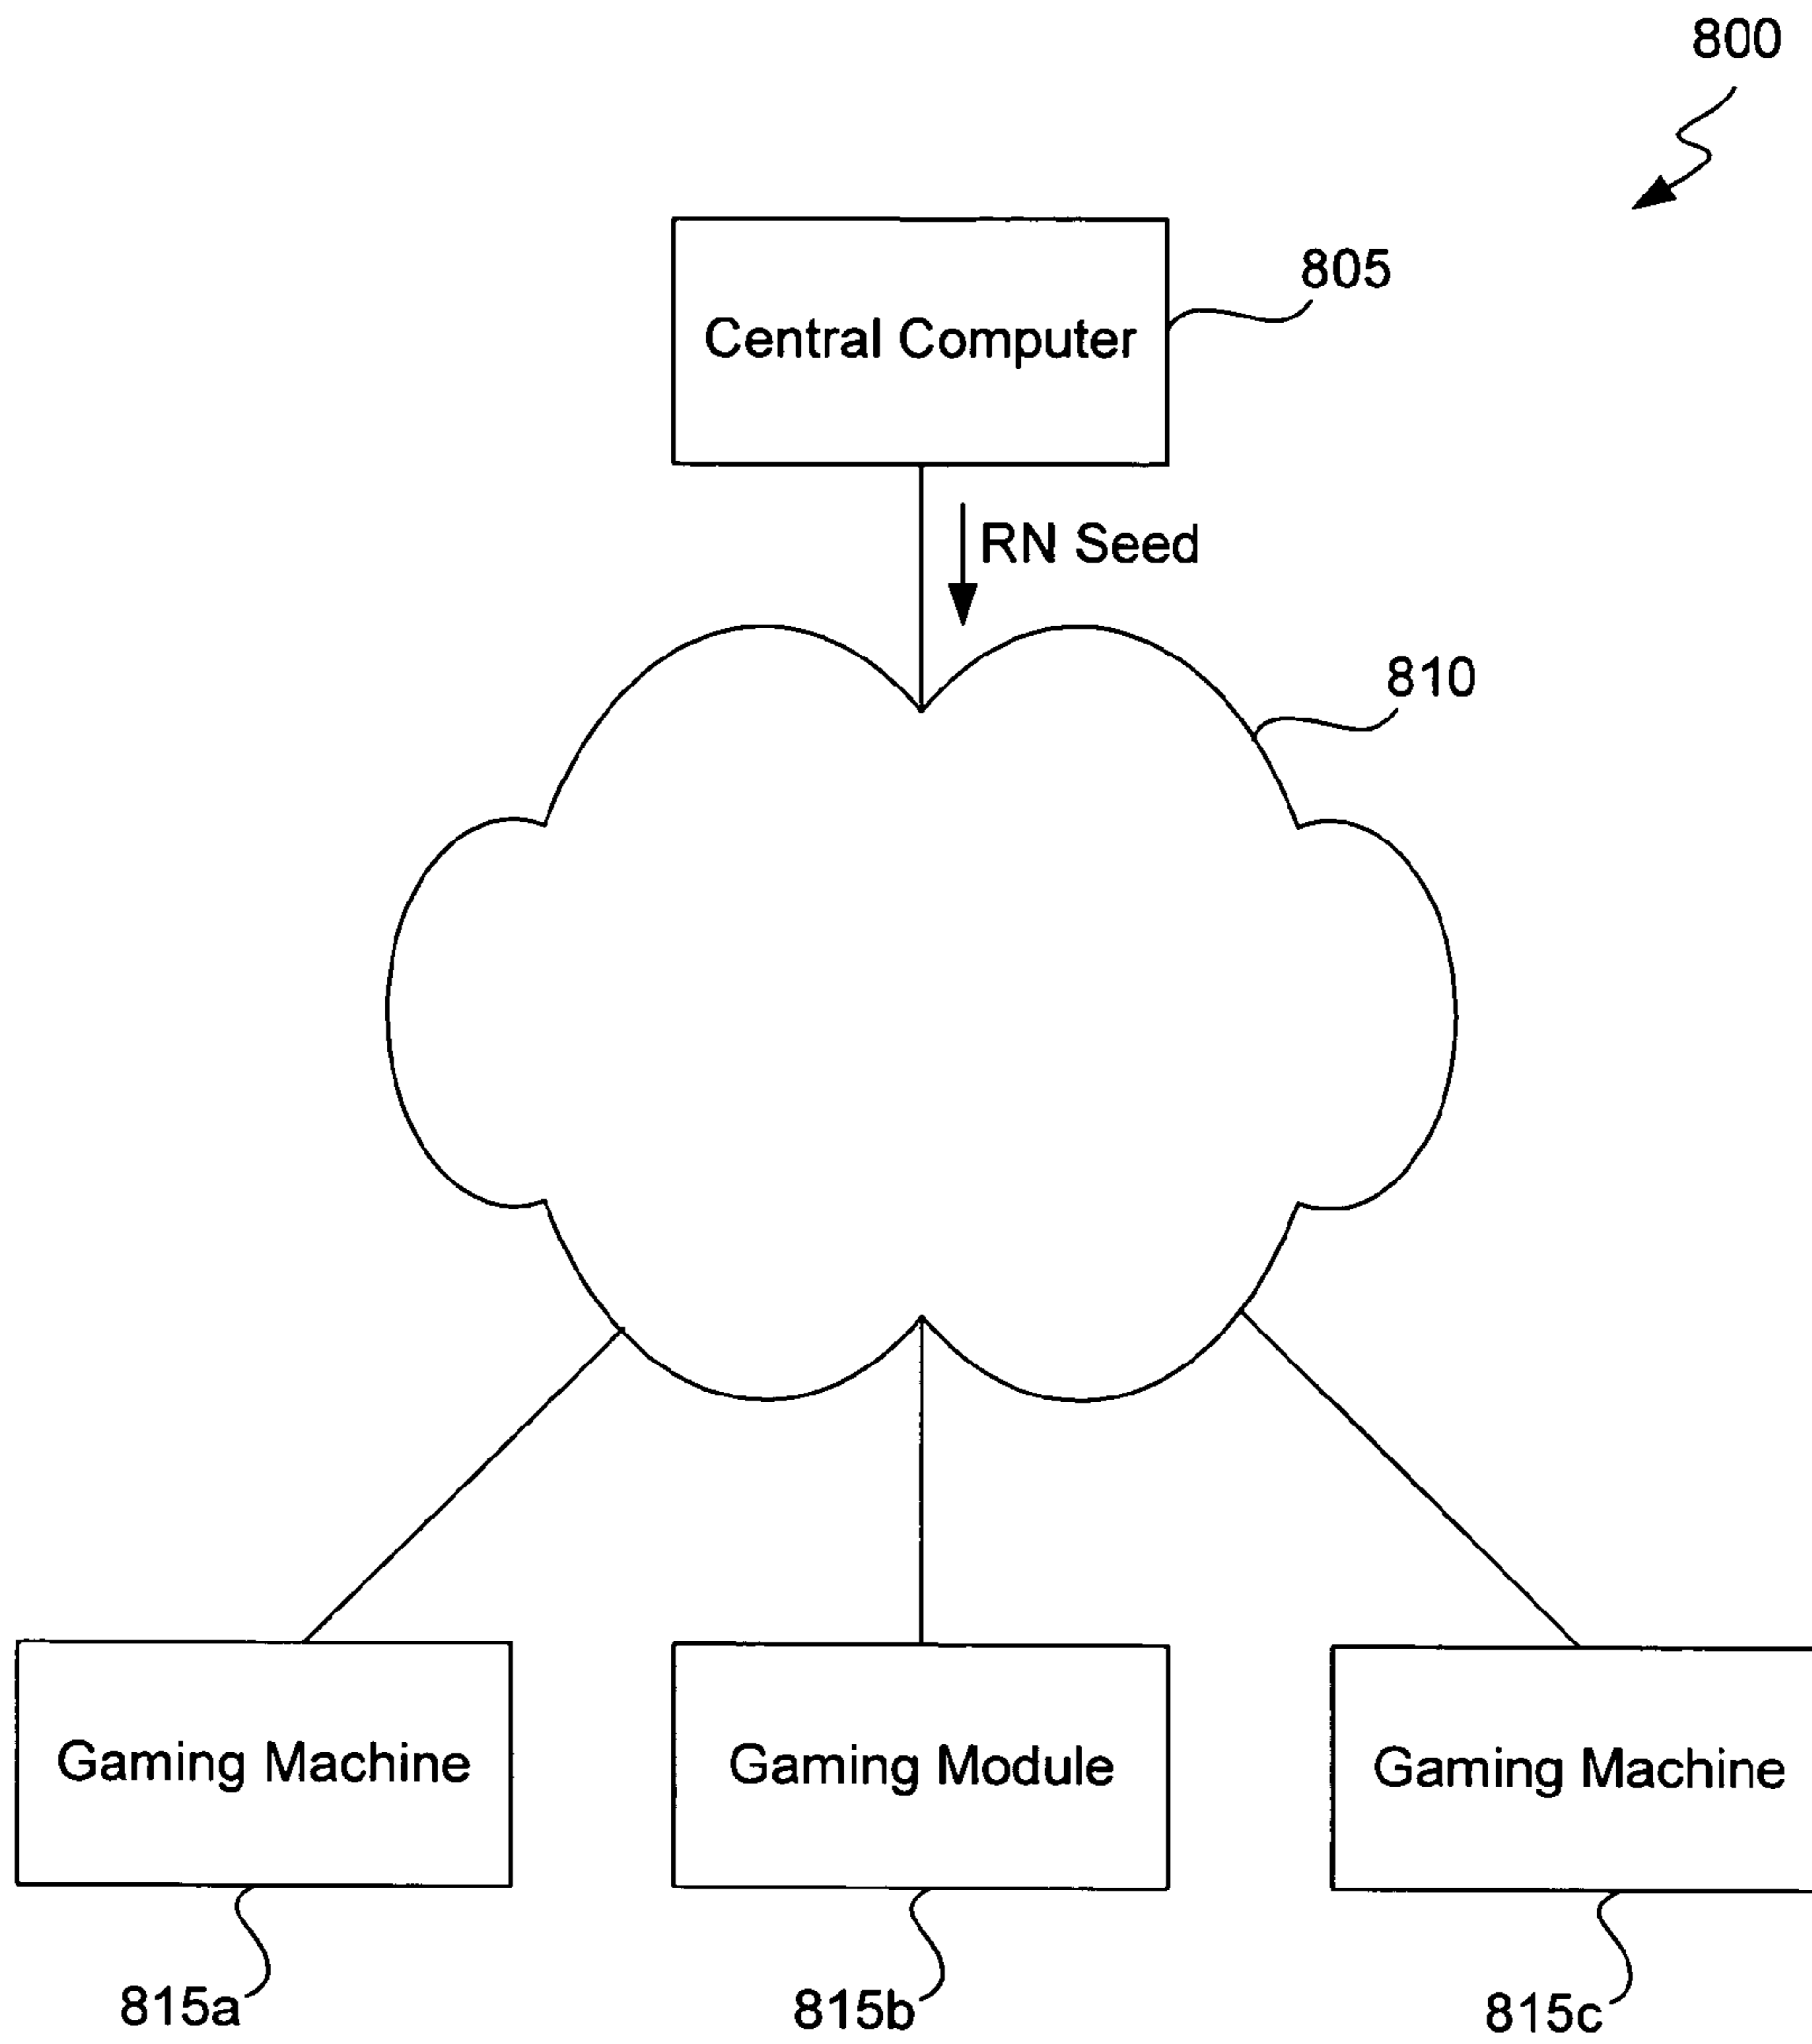 800
805
Central Computer
RN Seed
810
Gaming Machine
Gaming Module
Gaming Machine
815a
815b
815c